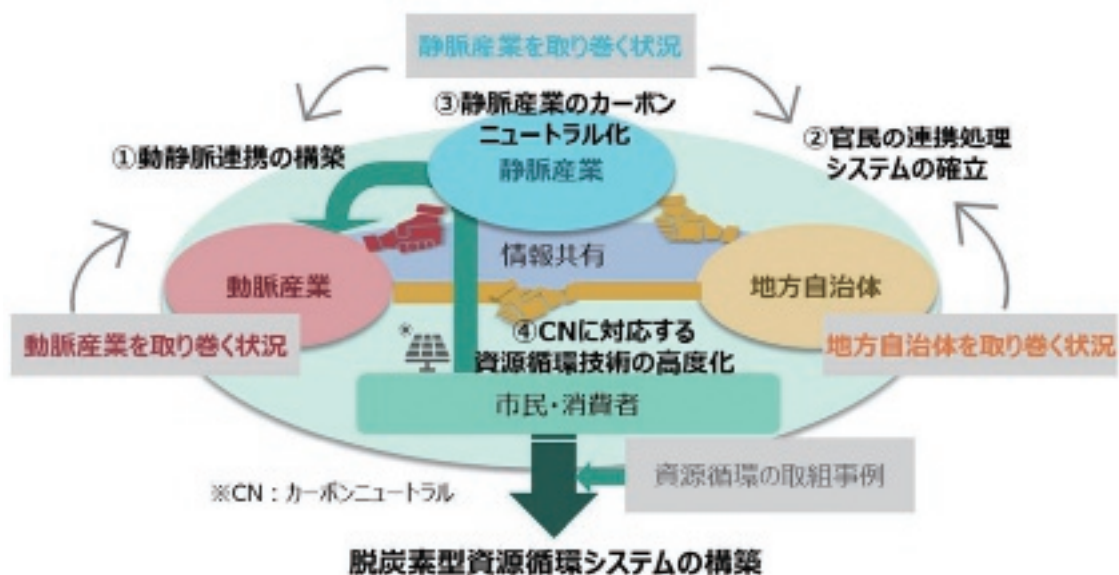 静脈産業を取り巻く状況
③静脈産業のカーボン
ニュートラル化
①動静脈連携の構築
②官民の連携処理
システムの確立
静脈産業
情報共有
動脈産業
地方自治体
動脈産業を取り巻く状況
※
④CNに対応する
資源循環技術の高度化
地方自治体を取り巻く状況
市民・消費者
資源循環の取組事例
※CN：カーボンニュートラル
脱炭素型資源循環システムの構築